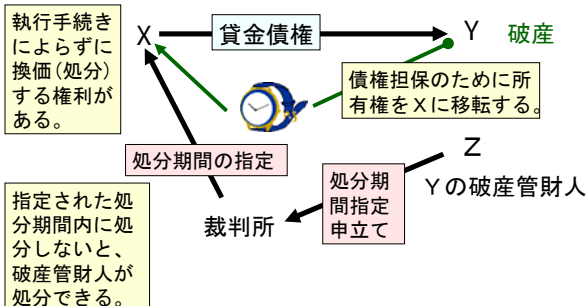 執行手続き
によらずに
換価(処分)
する権利が
ある。
X
貸金債権
Y
破産
債権担保のために所
有権をXに移転する。
処分期間の指定
Z
Yの破産管財人
処分期
間指定
申立て
裁判所
指定された処
分期間内に処
分しないと、
破産管財人が
処分できる。